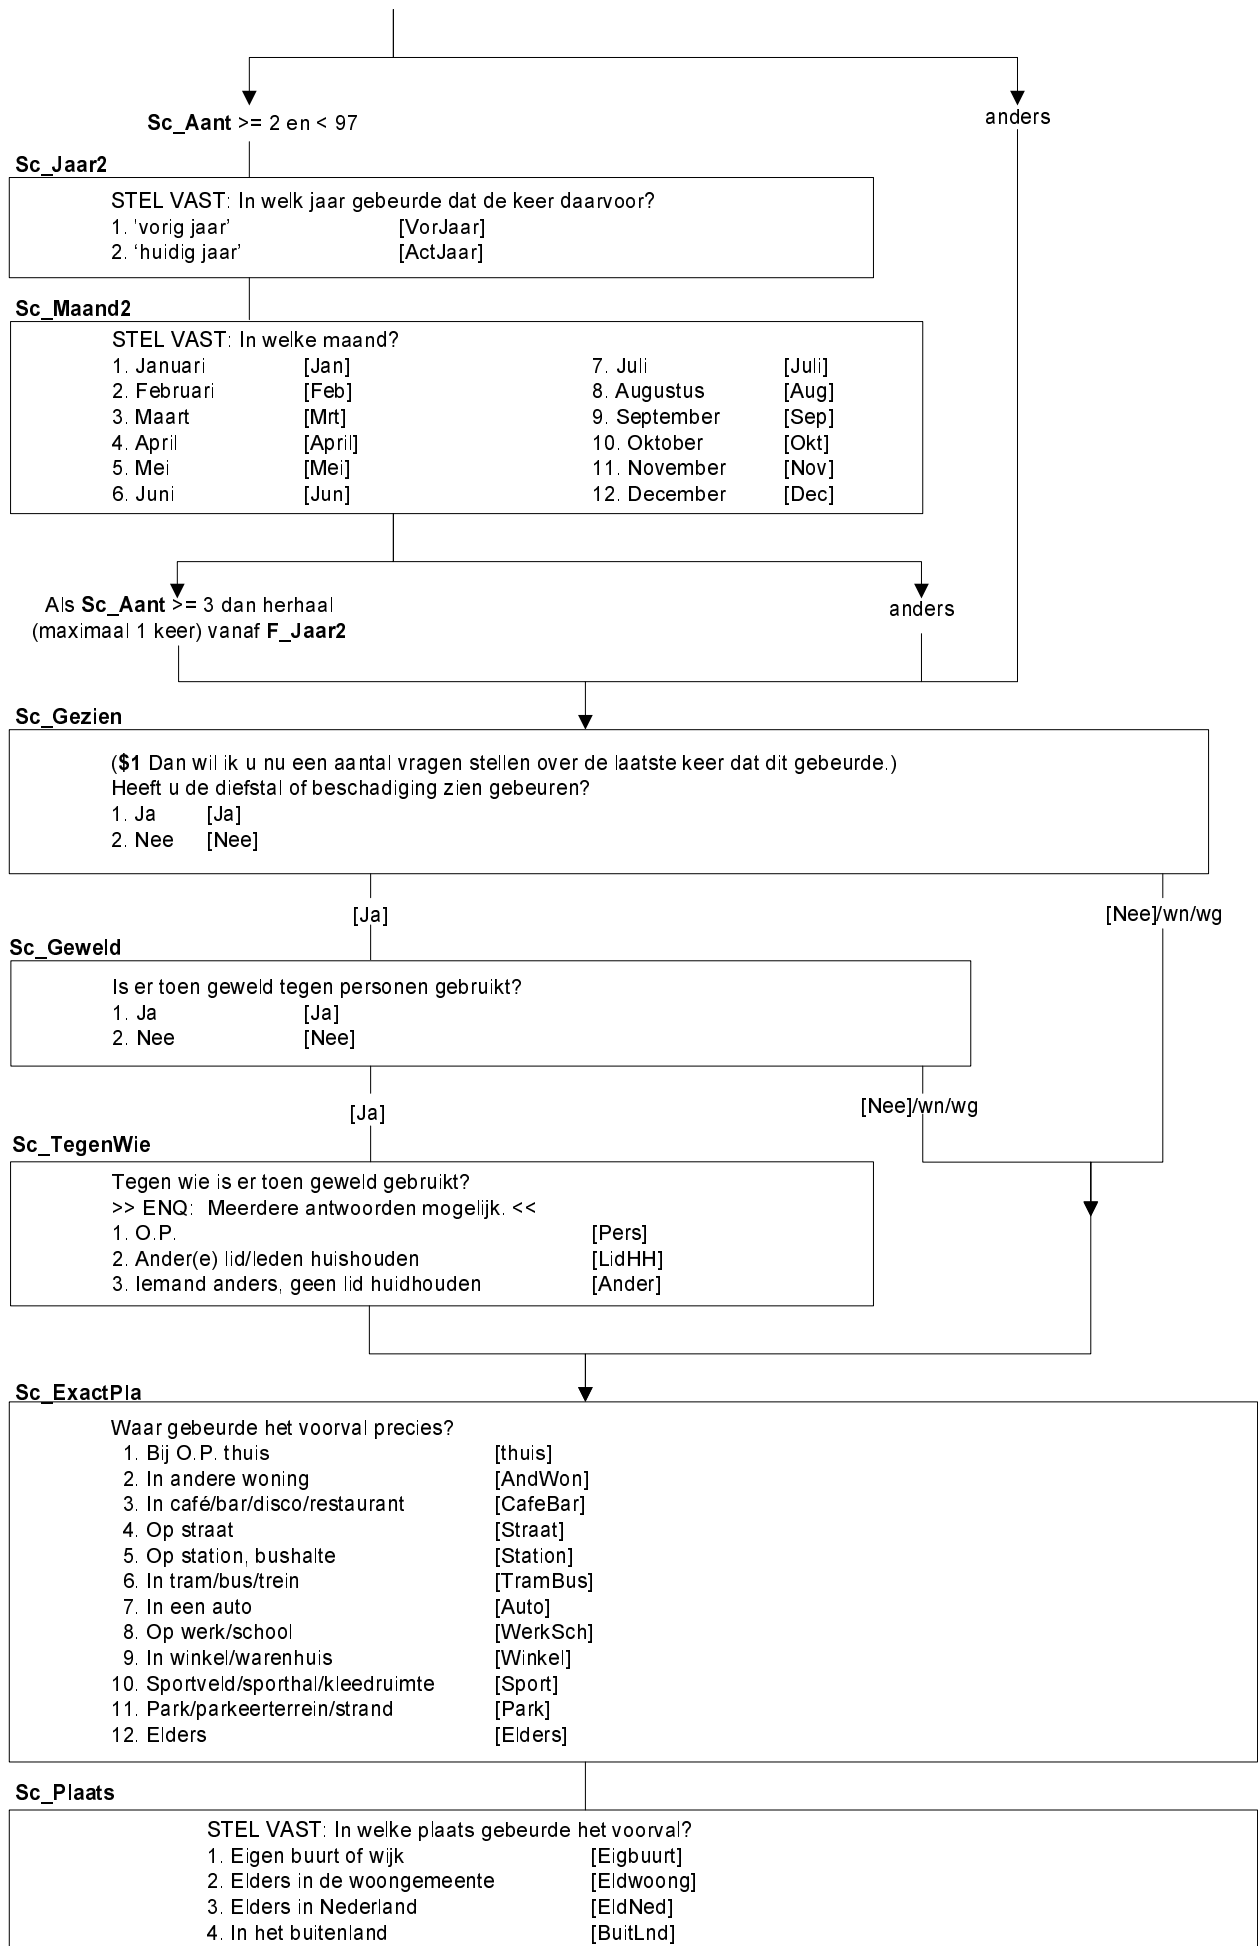 Sc_Aant >= 2 en < 97
anders
Sc_Jaar2
STEL VAST: In welk jaar gebeurde dat de keer daarvoor?
1. 'vorig jaar' [VorJaar]
2. 'huidig jaar' [ActJaar]
Sc_Maand2
STEL VAST: In welke maand?
1. Januari [Jan] 7. Juli [Juli]
2. Februari [Feb] 8. Augustus [Aug]
3. Maart [Mrt] 9. September [Sep]
4. April [April] 10. Oktober [Okt]
5. Mei [Mei] 11. November [Nov]
6. Juni [Jun] 12. December [Dec]
Als Sc_Aant >= 3 dan herhaal
(maximaal 1 keer) vanaf F_Jaar2
anders
Sc_Gezien
($1 Dan wil ik u nu een aantal vragen stellen over de laatste keer dat dit gebeurde.)
Heeft u de diefstal of beschadiging zien gebeuren?
1. Ja [Ja]
2. Nee [Nee]
[Ja] [Nee]/wn/wg
Sc_Geweld
Is er toen geweld tegen personen gebruikt?
1. Ja [Ja]
2. Nee [Nee]
[Ja] [Nee]/wn/wg
Sc_TegenWie
Tegen wie is er toen geweld gebruikt?
>> ENQ: Meerdere antwoorden mogelijk. <<
1. O.P. [Pers]
2. Ander(e) lid/leden huishouden [LidHH]
3. Iemand anders, geen lid huidhouden [Ander]
Sc_ExactPla
Waar gebeurde het voorval precies?
1. Bij O.P. thuis [thuis]
2. In andere woning [AndWon]
3. In café/bar/disco/restaurant [CafeBar]
4. Op straat [Straat]
5. Op station, bushalte [Station]
6. In tram/bus/trein [TramBus]
7. In een auto [Auto]
8. Op werk/school [WerkSch]
9. In winkel/warenhuis [Winkel]
10. Sportveld/sporthal/kleedruimte [Sport]
11. Park/parkeerterrein/strand [Park]
12. Elders [Elders]
Sc_Plaats
STEL VAST: In welke plaats gebeurde het voorval?
1. Eigen buurt of wijk [Eigbuurt]
2. Elders in de woongemeente [Eldwoong]
3. Elders in Nederland [EldNed]
4. In het buitenland [BuitLnd]